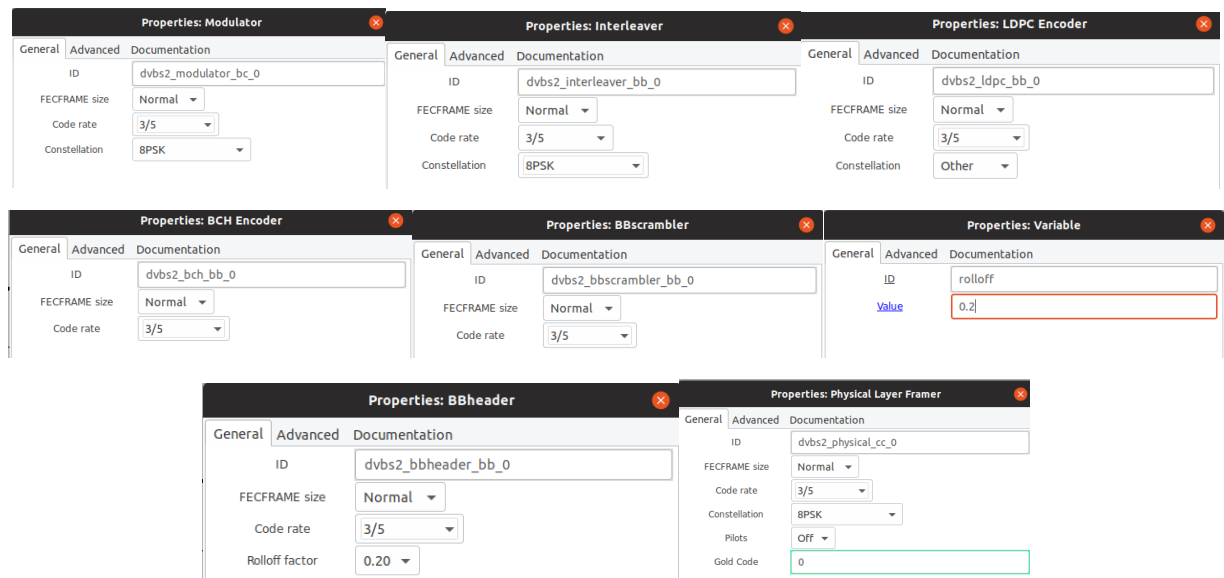 Properties: Modulator
General Advanced Documentation
ID dvbs2_modulator_bc_0
FECFRAME size Normal
Code rate 3/5
Constellation 8PSK
Properties: Interleaver
General Advanced Documentation
ID dvbs2_interleaver_bb_0
FECFRAME size Normal
Code rate 3/5
Constellation 8PSK
Properties: LDPC Encoder
General Advanced Documentation
ID dvbs2_ldpc_bb_0
FECFRAME size Normal
Code rate 3/5
Constellation Other
Properties: BCH Encoder
General Advanced Documentation
ID dvbs2_bch_bb_0
FECFRAME size Normal
Code rate 3/5
Properties: BBscrambler
General Advanced Documentation
ID dvbs2_bbscrambler_bb_0
FECFRAME size Normal
Code rate 3/5
Properties: Variable
General Advanced Documentation
ID rolloff
Value 0.2
Properties: BBheader
General Advanced Documentation
ID dvbs2_bbheader_bb_0
FECFRAME size Normal
Code rate 3/5
Rolloff factor 0.20
Properties: Physical Layer Framer
General Advanced Documentation
ID dvbs2_physical_cc_0
FECFRAME size Normal
Code rate 3/5
Constellation 8PSK
Pilots Off
Gold Code 0